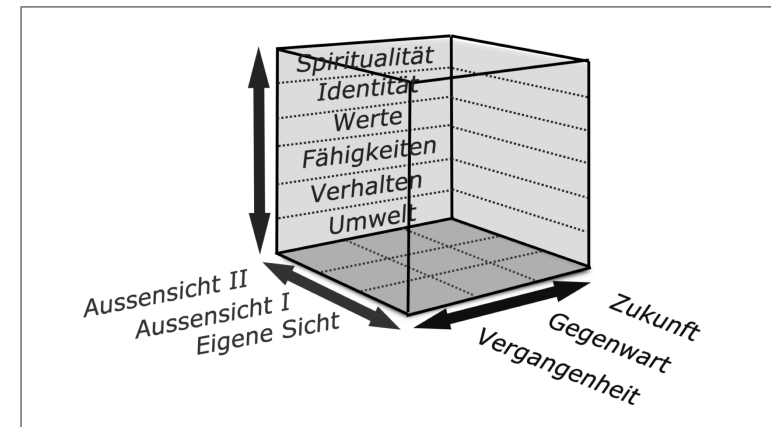 Spiritualität
Identität
Werte
Fähigkeiten
Verhalten
Umwelt
Aussensicht II
Aussensicht I
Eigene Sicht
Zukunft
Gegenwart
Vergangenheit